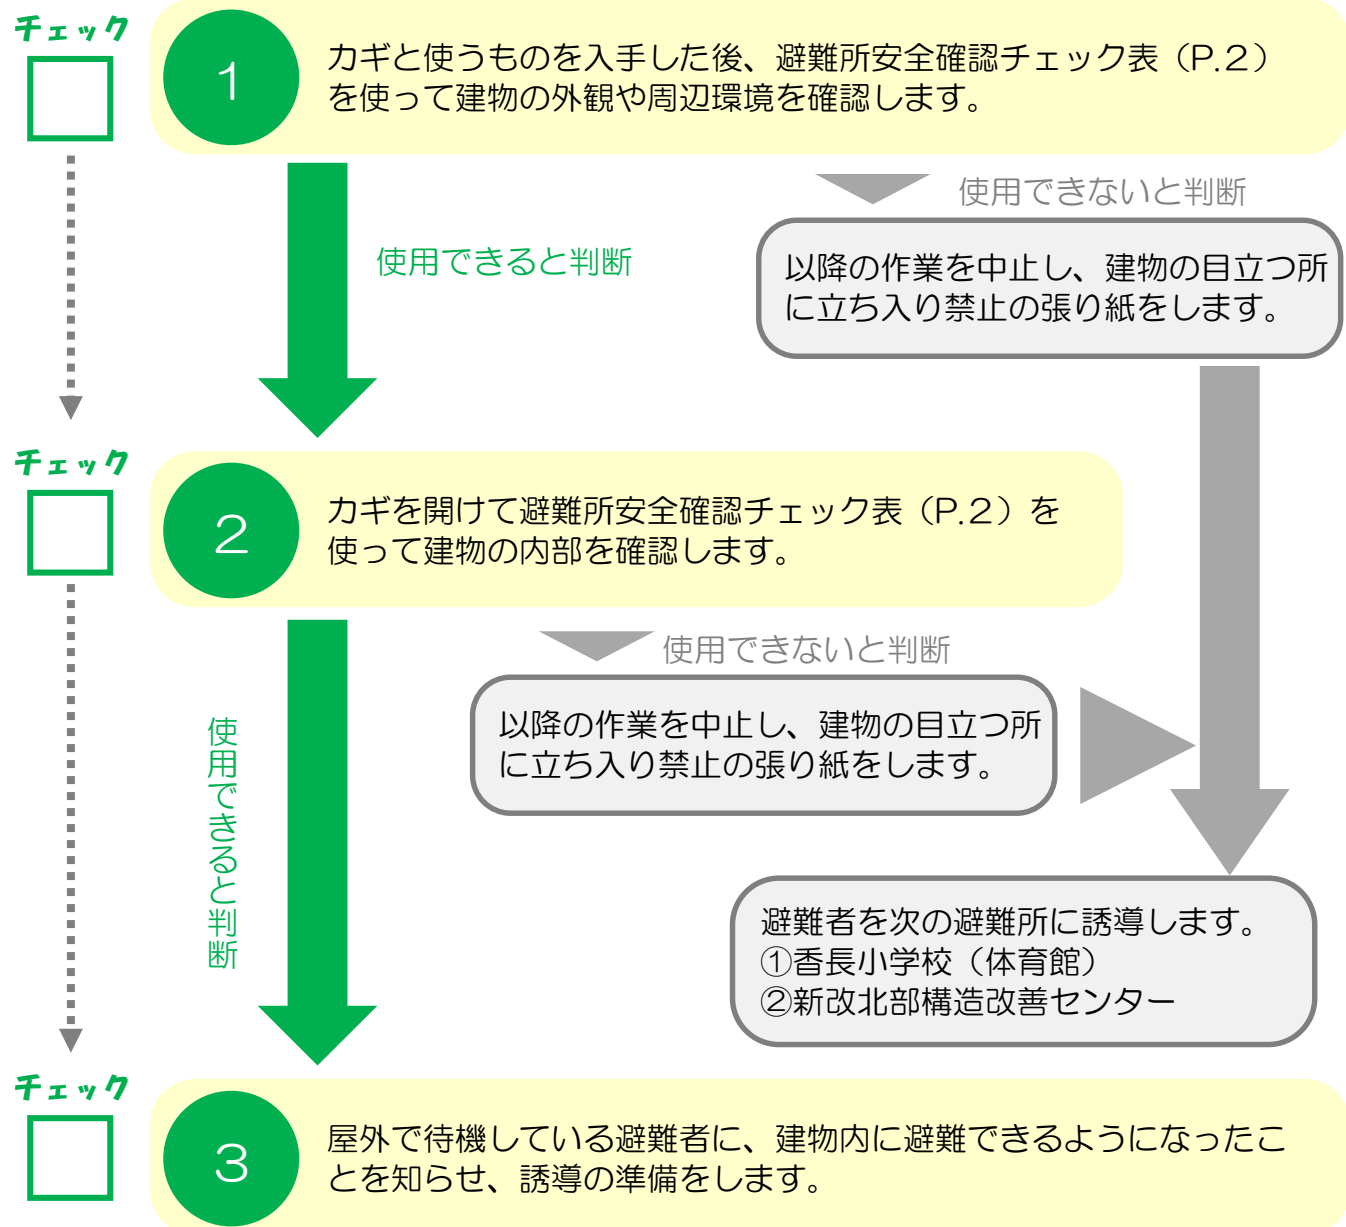 チェック
1
カギと使うものを入手した後、避難所安全確認チェック表（P.2）
を使って建物の外観や周辺環境を確認します。
使用できないと判断
使用できると判断
以降の作業を中止し、建物の目立つ所
に立ち入り禁止の張り紙をします。
チェック
2
カギを開けて避難所安全確認チェック表（P.2）を
使って建物の内部を確認します。
使用できないと判断
以降の作業を中止し、建物の目立つ所
に立ち入り禁止の張り紙をします。
使用できると判断
避難者を次の避難所に誘導します。
①香長小学校（体育館）
②新改北部構造改善センター
チェック
3
屋外で待機している避難者に、建物内に避難できるようになったこ
とを知らせ、誘導の準備をします。